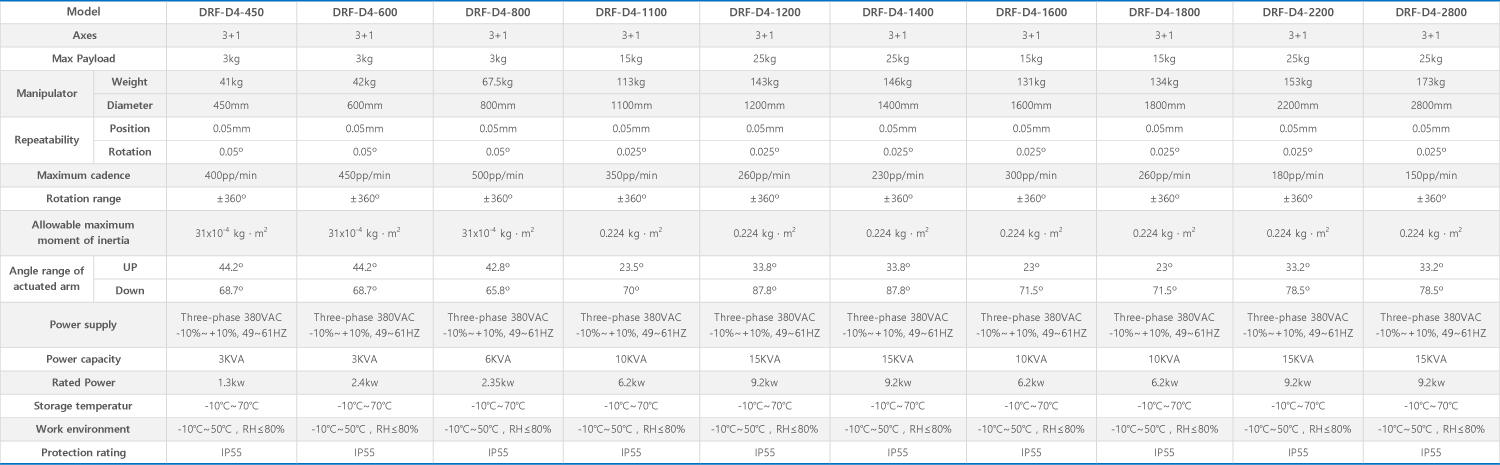 Model DRF-D4-450 DRF-D4-600 DRF-D4-800 DRF-D4-1100 DRF-D4-1200 DRF-D4-1400 DRF-D4-1600 DRF-D4-1800 DRF-D4-2200 DRF-D4-2800
Axes 3+1 3+1 3+1 3+1 3+1 3+1 3+1 3+1 3+1 3+1
Max Payload 3kg 3kg 3kg 15kg 25kg 25kg 15kg 15kg 25kg 25kg
Manipulator
Weight 41kg 42kg 67.5kg 113kg 143kg 146kg 131kg 134kg 153kg 173kg
Diameter 450mm 600mm 800mm 1100mm 1200mm 1400mm 1600mm 1800mm 2200mm 2800mm
Repeatability
Position 0.05mm 0.05mm 0.05mm 0.05mm 0.05mm 0.05mm 0.05mm 0.05mm 0.05mm 0.05mm
Rotation 0.05º 0.05º 0.05º 0.025º 0.025º 0.025º 0.025º 0.025º 0.025º 0.025º
Maximum cadence 400pp/min 450pp/min 500pp/min 350pp/min 260pp/min 230pp/min 300pp/min 260pp/min 180pp/min 150pp/min
Rotation range ±360º ±360º ±360º ±360º ±360º ±360º ±360º ±360º ±360º ±360º
Allowable maximum
moment of inertia
31x10⁻⁴ kg · m² 31x10⁻⁴ kg · m² 31x10⁻⁴ kg · m² 0.224 kg · m² 0.224 kg · m² 0.224 kg · m² 0.224 kg · m² 0.224 kg · m² 0.224 kg · m² 0.224 kg · m²
Angle range of
actuated arm
UP 44.2º 44.2º 42.8º 23.5º 33.8º 33.8º 23º 23º 33.2º 33.2º
Down 68.7º 68.7º 65.8º 70º 87.8º 87.8º 71.5º 71.5º 78.5º 78.5º
Power supply
Three-phase 380VAC Three-phase 380VAC Three-phase 380VAC Three-phase 380VAC Three-phase 380VAC Three-phase 380VAC Three-phase 380VAC Three-phase 380VAC Three-phase 380VAC Three-phase 380VAC
-10%~+10%, 49~61HZ -10%~+10%, 49~61HZ -10%~+10%, 49~61HZ -10%~+10%, 49~61HZ -10%~+10%, 49~61HZ -10%~+10%, 49~61HZ -10%~+10%, 49~61HZ -10%~+10%, 49~61HZ -10%~+10%, 49~61HZ -10%~+10%, 49~61HZ
Power capacity 3KVA 3KVA 6KVA 10KVA 15KVA 15KVA 10KVA 10KVA 15KVA 15KVA
Rated Power 1.3kw 2.4kw 2.35kw 6.2kw 9.2kw 9.2kw 6.2kw 6.2kw 9.2kw 9.2kw
Storage temperatur -10℃~70℃ -10℃~70℃ -10℃~70℃ -10℃~70℃ -10℃~70℃ -10℃~70℃ -10℃~70℃ -10℃~70℃ -10℃~70℃ -10℃~70℃
Work environment -10℃~50℃ , RH≤80% -10℃~50℃ , RH≤80% -10℃~50℃ , RH≤80% -10℃~50℃ , RH≤80% -10℃~50℃ , RH≤80% -10℃~50℃ , RH≤80% -10℃~50℃ , RH≤80% -10℃~50℃ , RH≤80% -10℃~50℃ , RH≤80% -10℃~50℃ , RH≤80%
Protection rating IP55 IP55 IP55 IP55 IP55 IP55 IP55 IP55 IP55 IP55